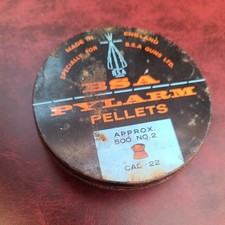 MADE IN ENGLAND
SPECIALLY FOR B.S.A GUNS LTD.
BSA
PYLARM
PELLETS
APPROX.
500 NO.2
CAL .22